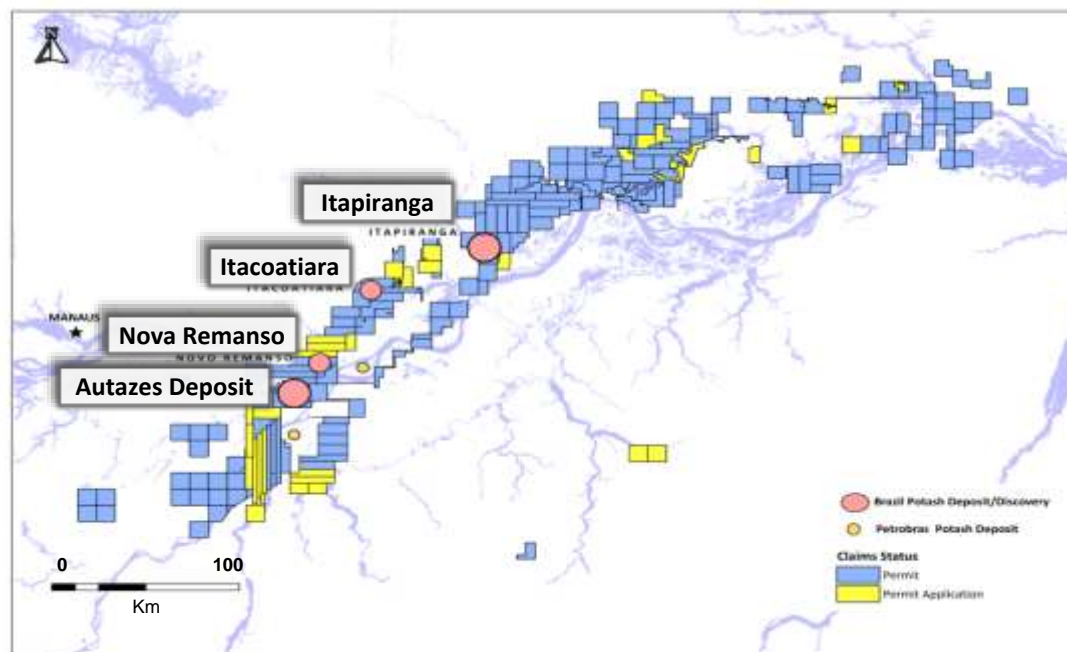 N
Itapiranga
ITAPIRANGA
Itacoatiara
ITACOATIARA
MANAUS
Nova Remanso
NOVO REMANSO
Autazes Deposit
Brazil Potash Deposit/Discovery
Petrobras Potash Deposit
Claims Status
Permit
Permit Application
0 100
Km